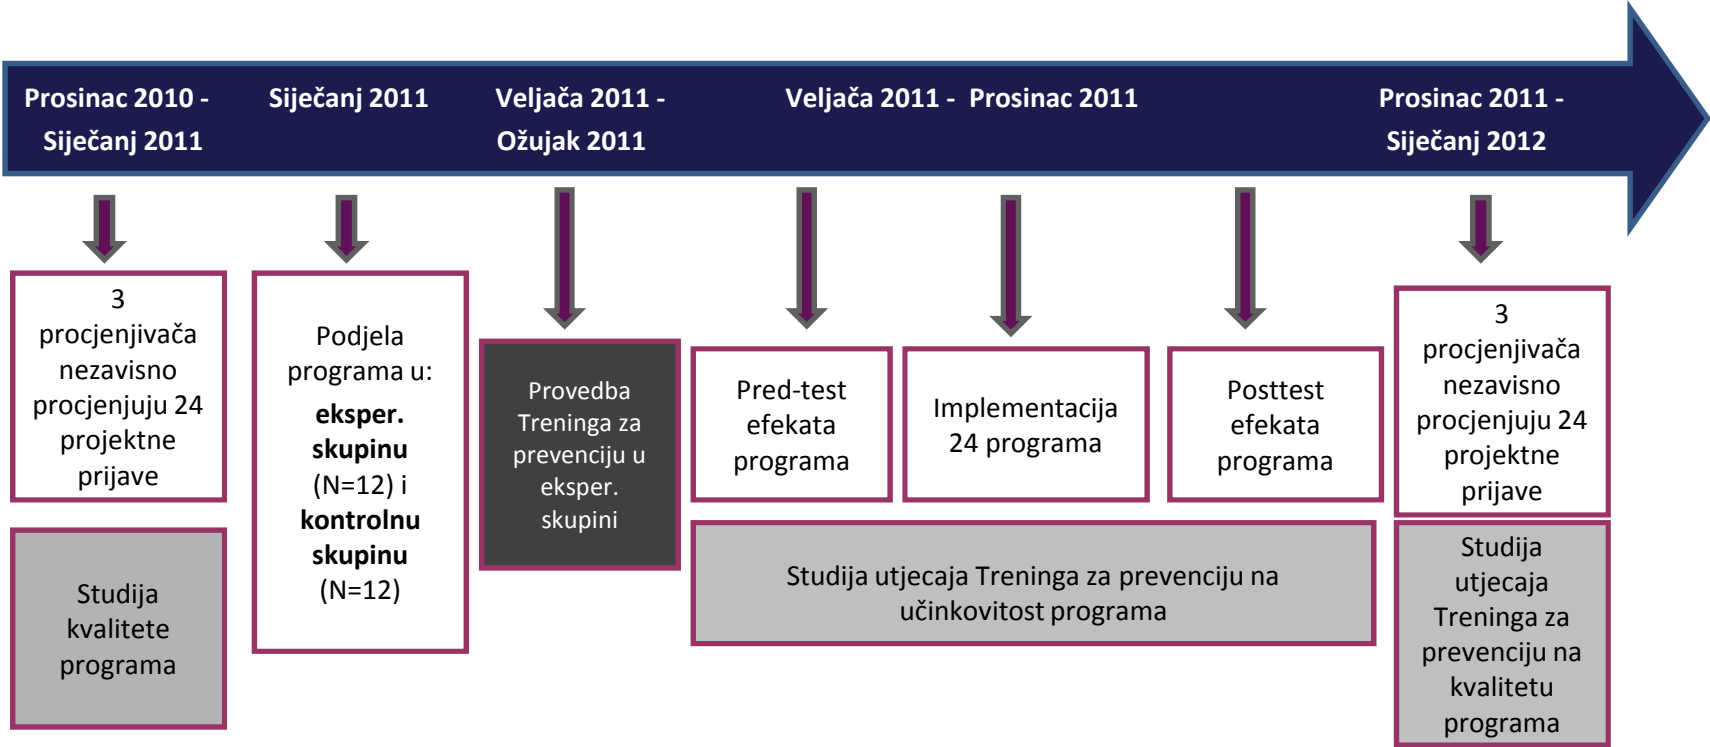 Prosinac 2010 -
Siječanj 2011
Siječanj 2011
Veljača 2011 -
Ožujak 2011
Veljača 2011 -  Prosinac 2011
Prosinac 2011 -
Siječanj 2012
3
procjenjivača
nezavisno
procjenjuju 24
projektne
prijave
Studija
kvalitete
programa
Podjela
programa u:
eksper.
skupinu
(N=12) i
kontrolnu
skupinu
(N=12)
Provedba
Treninga za
prevenciju u
eksper.
skupini
Pred-test
efekata
programa
Implementacija
24 programa
Posttest
efekata
programa
Studija utjecaja Treninga za prevenciju na
učinkovitost programa
3
procjenjivača
nezavisno
procjenjuju 24
projektne
prijave
Studija
utjecaja
Treninga za
prevenciju na
kvalitetu
programa